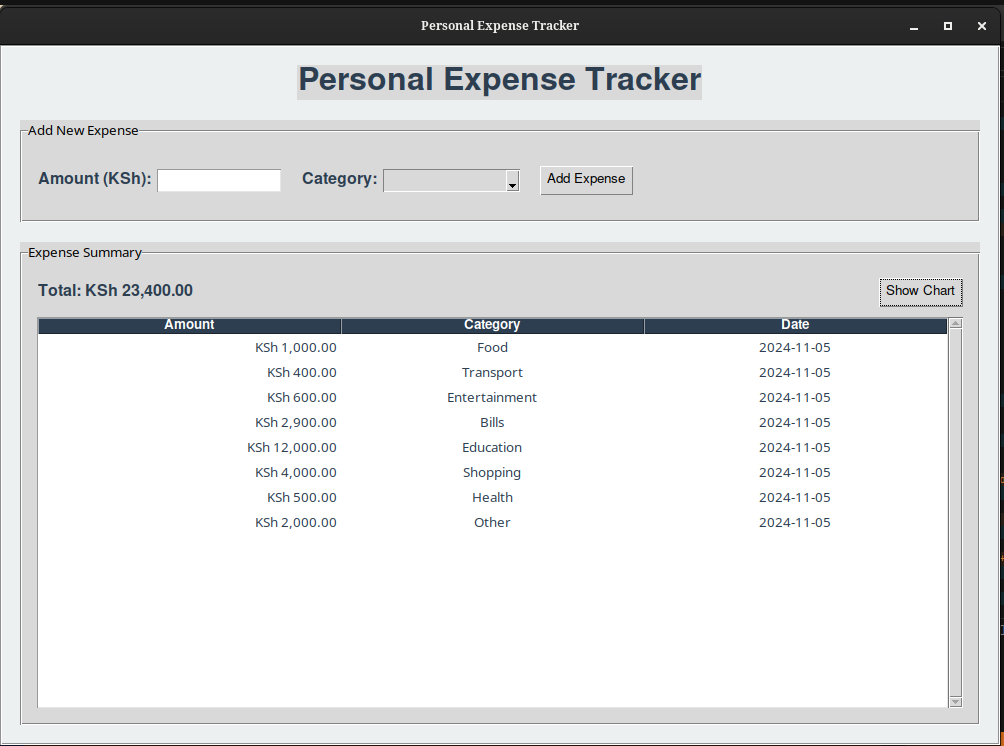 Personal Expense Tracker
Personal Expense Tracker
Add New Expense
Amount (KSh): Category: Add Expense
Expense Summary
Total: KSh 23,400.00 Show Chart
Amount Category Date
KSh 1,000.00 Food 2024-11-05
KSh 400.00 Transport 2024-11-05
KSh 600.00 Entertainment 2024-11-05
KSh 2,900.00 Bills 2024-11-05
KSh 12,000.00 Education 2024-11-05
KSh 4,000.00 Shopping 2024-11-05
KSh 500.00 Health 2024-11-05
KSh 2,000.00 Other 2024-11-05